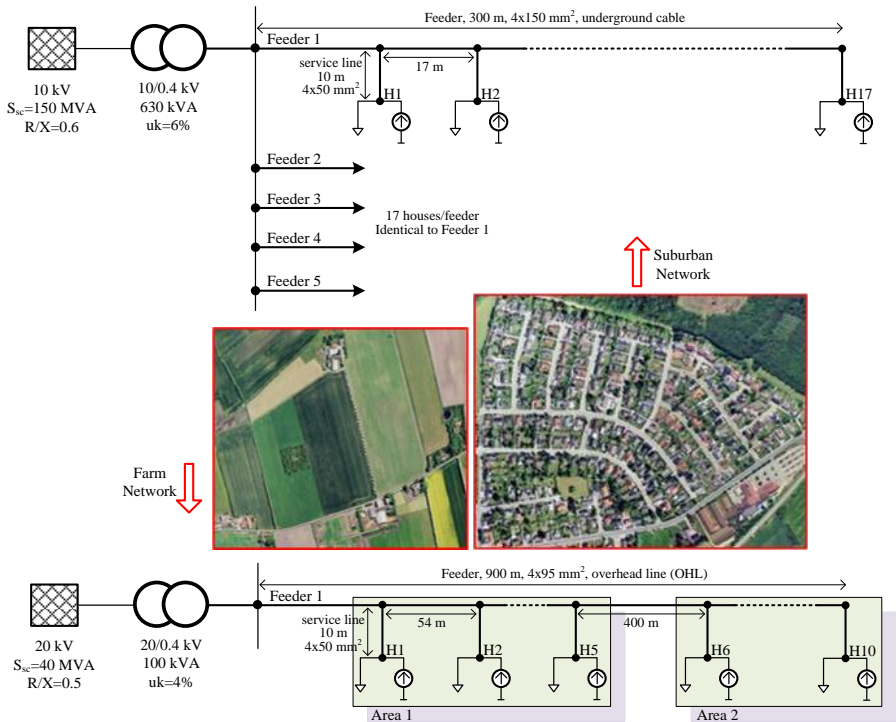 Feeder, 300 m, 4x150 mm², underground cable
Feeder 1
service line
10 m
4x50 mm²
17 m
H1
H2
H17
10 kV
S_sc=150 MVA
R/X=0.6
10/0.4 kV
630 kVA
uk=6%
Feeder 2
Feeder 3
Feeder 4
Feeder 5
17 houses/feeder
Identical to Feeder 1
Suburban
Network
Farm
Network
Feeder, 900 m, 4x95 mm², overhead line (OHL)
Feeder 1
service line
10 m
4x50 mm²
54 m
400 m
H1
H2
H5
H6
H10
20 kV
S_sc=40 MVA
R/X=0.5
20/0.4 kV
100 kVA
uk=4%
Area 1
Area 2